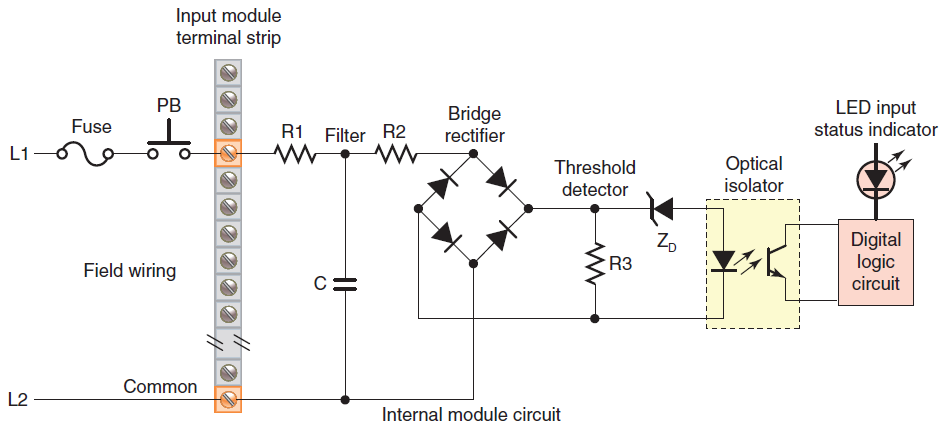 Input module
terminal strip
PB
Fuse
L1
R1
Filter
R2
Bridge
rectifier
Threshold
detector
Optical
isolator
LED input
status indicator
ZD
Digital
logic
circuit
Field wiring
C
R3
Common
L2
Internal module circuit